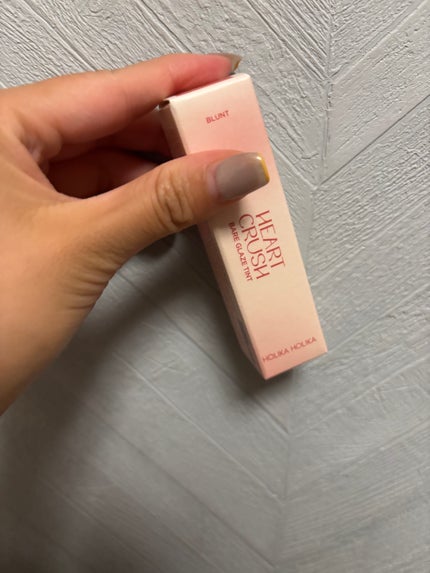 BLUNT
HEART
CRUSH
BARE GLAZE TINT
HOLIKA HOLIKA